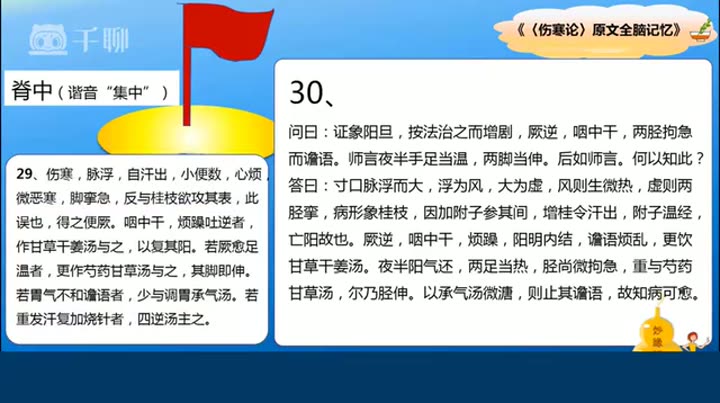 千聊
《〈伤寒论〉原文全脑记忆》
脊中（谐音“集中”）
29、伤寒，脉浮，自汗出，小便数，心烦，
微恶寒，脚挛急，反与桂枝欲攻其表，此
误也，得之便厥。咽中干，烦躁吐逆者，
作甘草干姜汤与之，以复其阳。若厥愈足
温者，更作芍药甘草汤与之，其脚即伸。
若胃气不和谵语者，少与调胃承气汤。若
重发汗复加烧针者，四逆汤主之。
30、
问曰：证象阳旦，按法治之而增剧，厥逆，咽中干，两胫拘急
而谵语。师言夜半手足当温，两脚当伸。后如师言。何以知此？
答曰：寸口脉浮而大，浮为风，大为虚，风则生微热，虚则两
胫挛，病形象桂枝，因加附子参其间，增桂令汗出，附子温经，
亡阳故也。厥逆，咽中干，烦躁，阳明内结，谵语烦乱，更饮
甘草干姜汤。夜半阳气还，两足当热，胫尚微拘急，重与芍药
甘草汤，尔乃胫伸。以承气汤微溏，则止其谵语，故知病可愈。
妙
缘